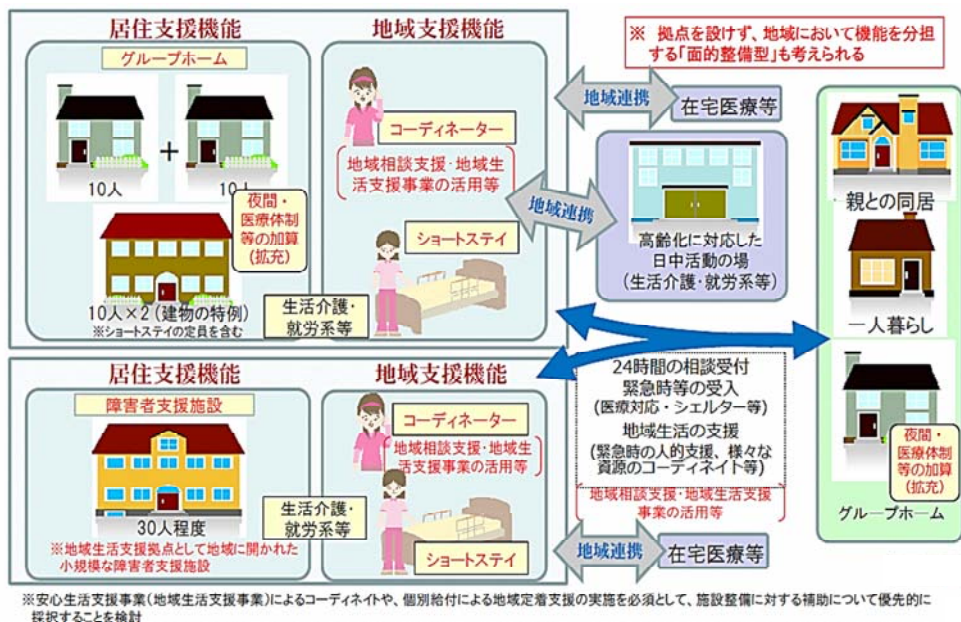 居住支援機能
グループホーム
10人
+
10人
夜間・
医療体制
等の加算
(拡充)
10人×2(建物の特例)
※ショートステイの定員を含む
地域支援機能
コーディネーター
地域相談支援・地域生
活支援事業の活用等
ショートステイ
生活介護・
就労系等
居住支援機能
障害者支援施設
30人程度
※地域生活支援拠点として地域に開かれた
小規模な障害者支援施設
地域支援機能
コーディネーター
地域相談支援・地域生
活支援事業の活用等
生活介護・
就労系等
ショートステイ
※ 拠点を設けず、地域において機能を分担
する「面的整備型」も考えられる
地域連携
在宅医療等
地域連携
高齢化に対応した
日中活動の場
(生活介護・就労系等)
24時間の相談受付
緊急時等の受入
(医療対応・シェルター等)
地域生活の支援
(緊急時の人的支援、様々な
資源のコーディネイト等)
地域相談支援・地域生活支援
事業の活用等
地域連携
在宅医療等
親との同居
一人暮らし
夜間・
医療体制
等の加算
(拡充)
グループホーム
※安心生活支援事業(地域生活支援事業)によるコーディネイトや、個別給付による地域定着支援の実施を必須として、施設整備に対する補助について優先的に
採択することを検討